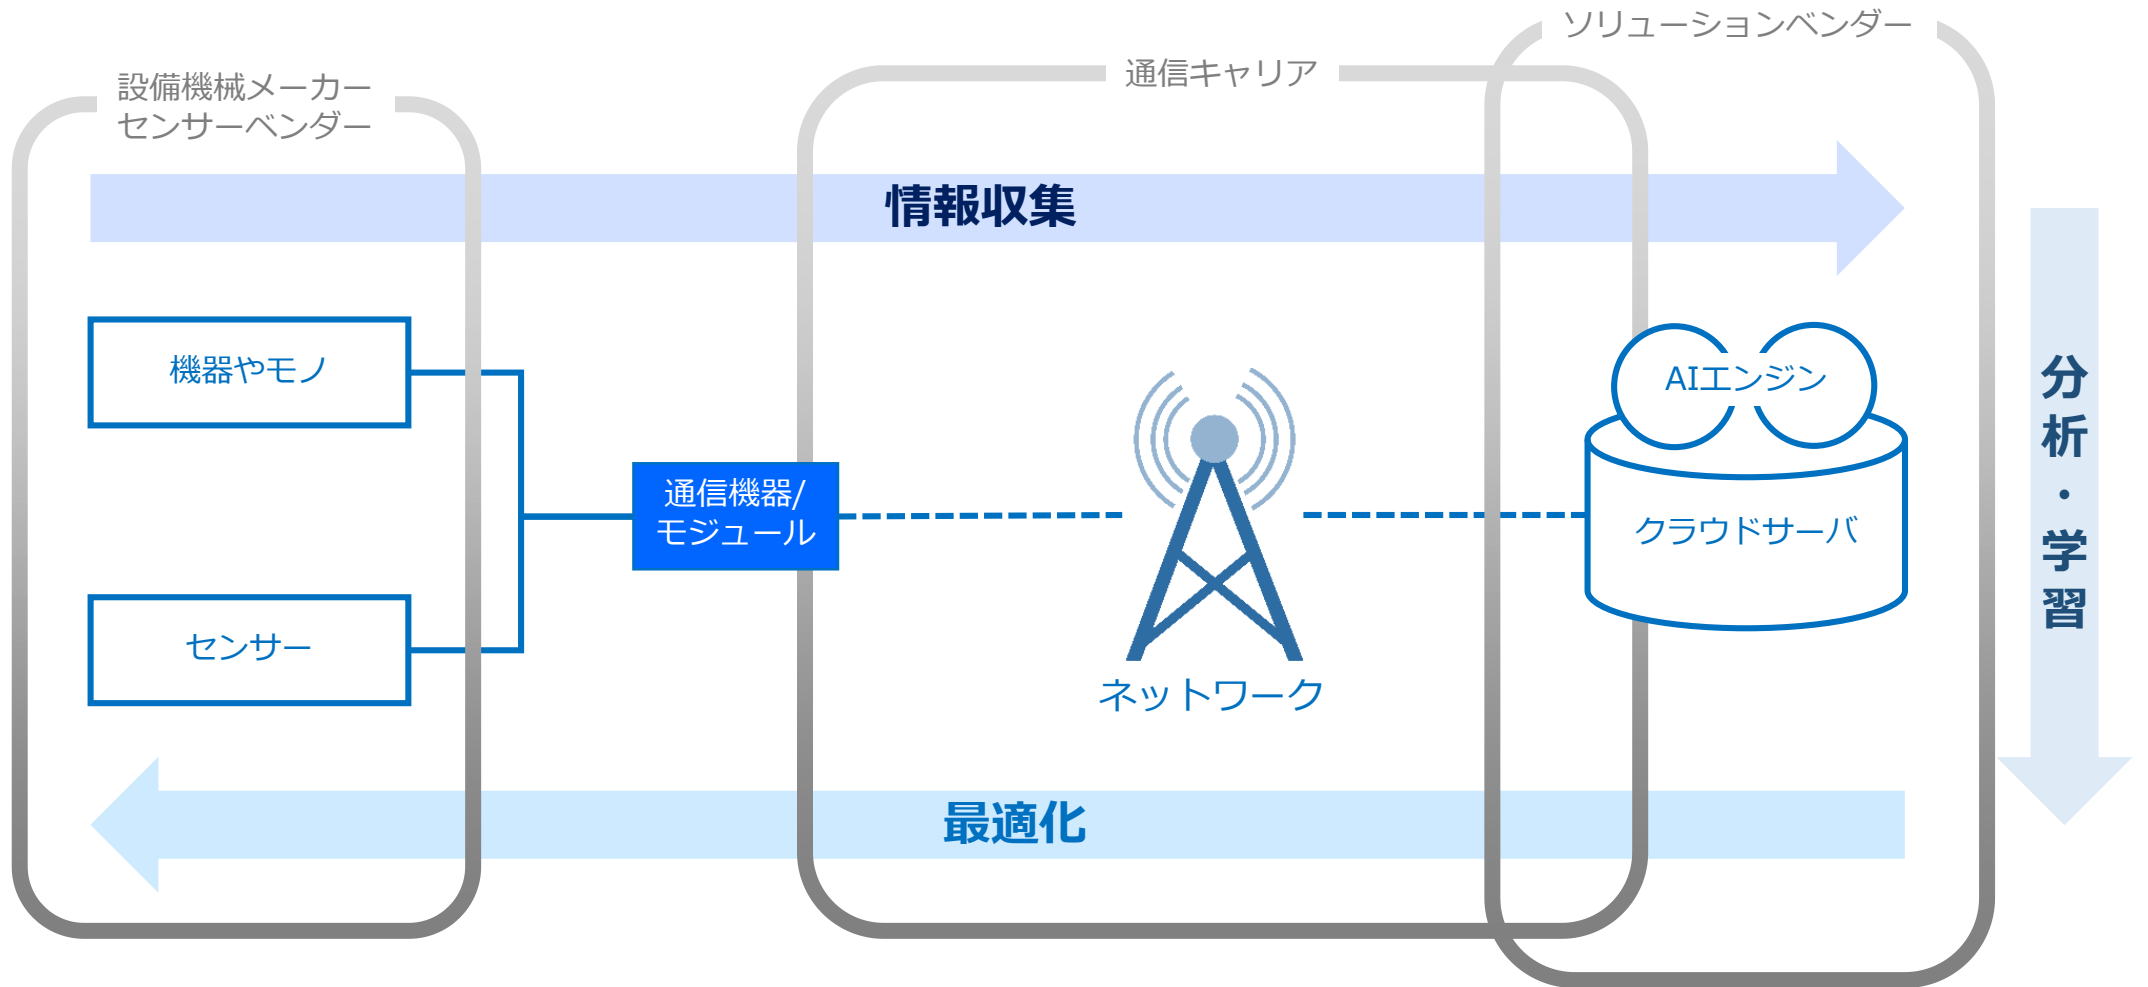 ソリューションベンダー
通信キャリア
設備機械メーカー
センサーベンダー
情報収集
機器やモノ
AIエンジン
分析・学習
通信機器/
モジュール
クラウドサーバ
センサー
ネットワーク
最適化